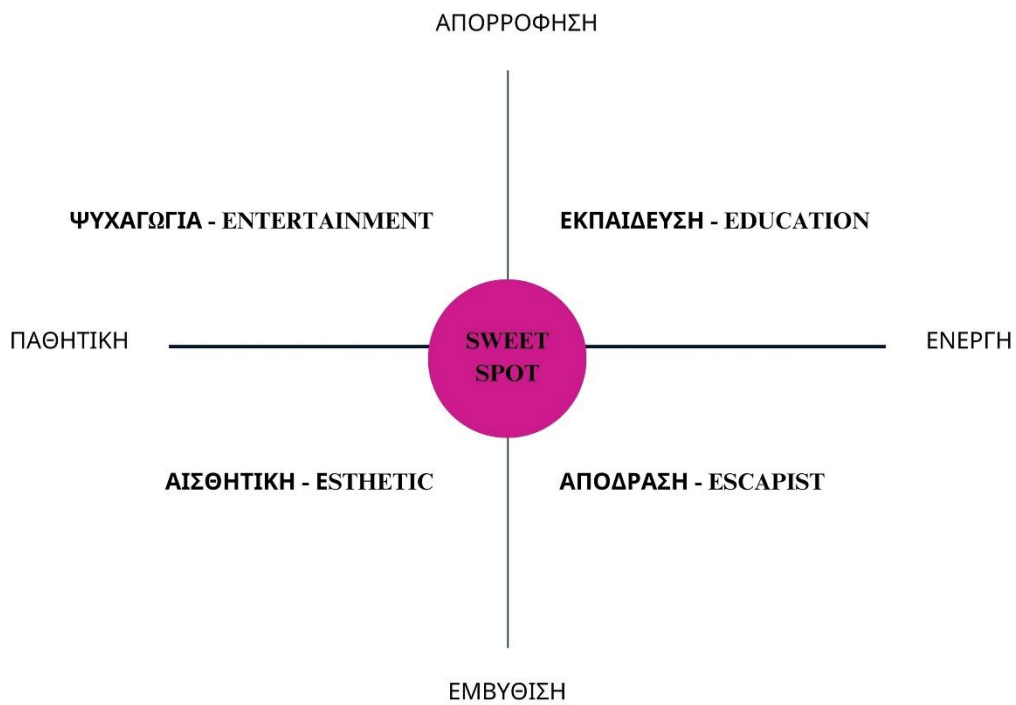 ΑΠΟΡΡΟΦΗΣΗ
ΨΥΧΑΓΩΓΙΑ - ENTERTAINMENT
ΕΚΠΑΙΔΕΥΣΗ - EDUCATION
ΠΑΘΗΤΙΚΗ
SWEET
SPOT
ΕΝΕΡΓΗ
ΑΙΣΘΗΤΙΚΗ - ESTHETIC
ΑΠΟΔΡΑΣΗ - ESCAPIST
ΕΜΒΥΘΙΣΗ